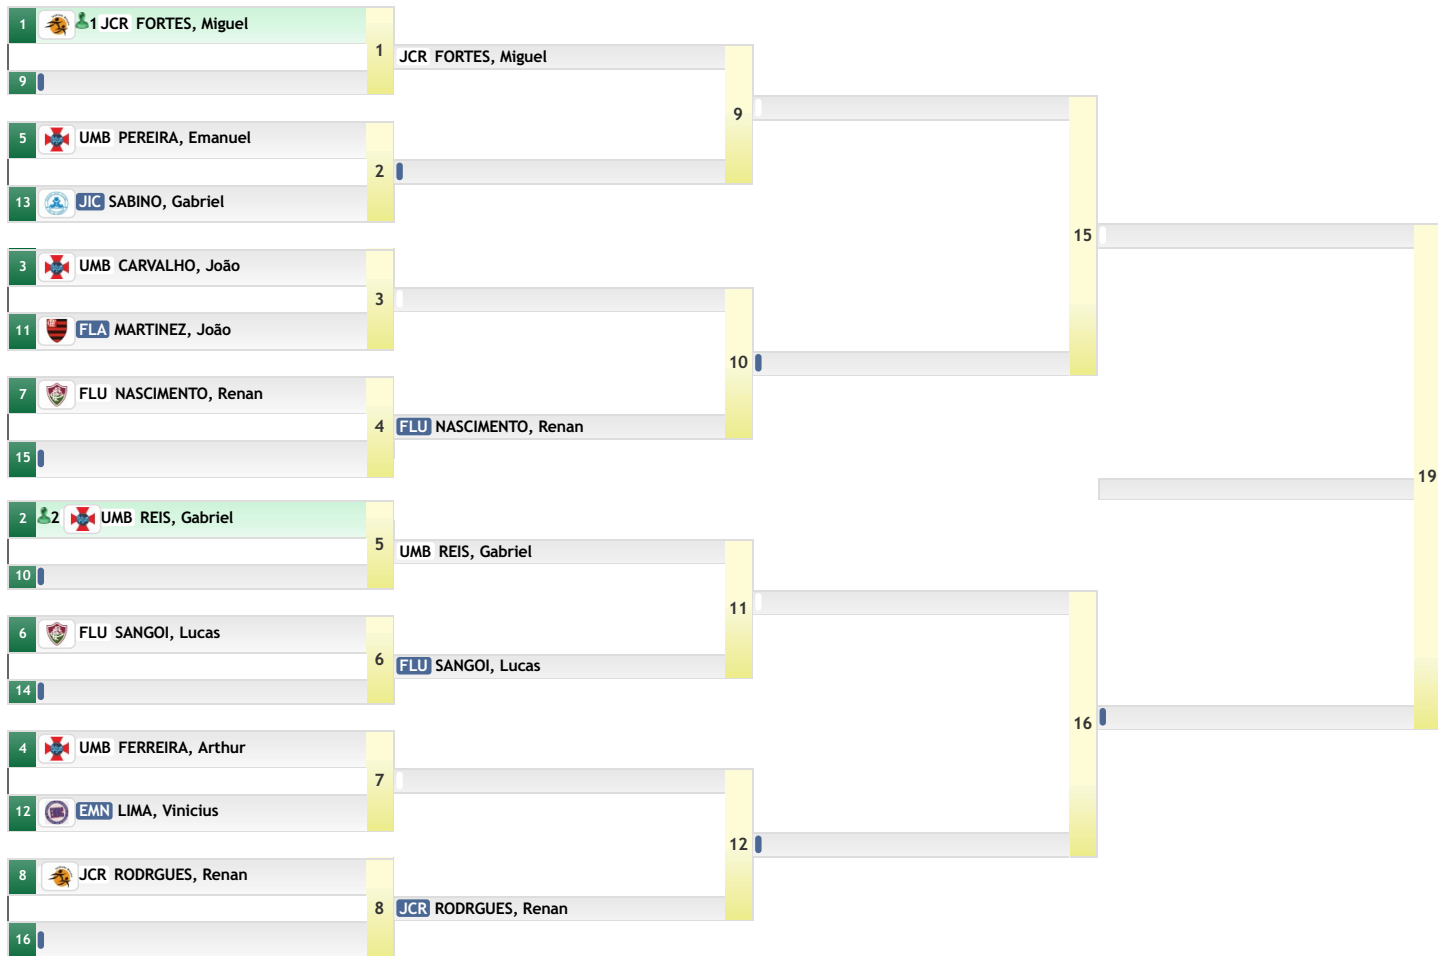 1 1 JCR FORTES, Miguel
1
JCR FORTES, Miguel
9
9
5 UMB PEREIRA, Emanuel
2
13 JIC SABINO, Gabriel
15
3 UMB CARVALHO, João
3
11 FLA MARTINEZ, João
10
7 FLU NASCIMENTO, Renan
4
FLU NASCIMENTO, Renan
15
19
2 2 UMB REIS, Gabriel
5
UMB REIS, Gabriel
10
11
6 FLU SANGOI, Lucas
6
FLU SANGOI, Lucas
14
16
4 UMB FERREIRA, Arthur
7
12 EMN LIMA, Vinicius
12
8 JCR RODRGUES, Renan
8
JCR RODRGUES, Renan
16